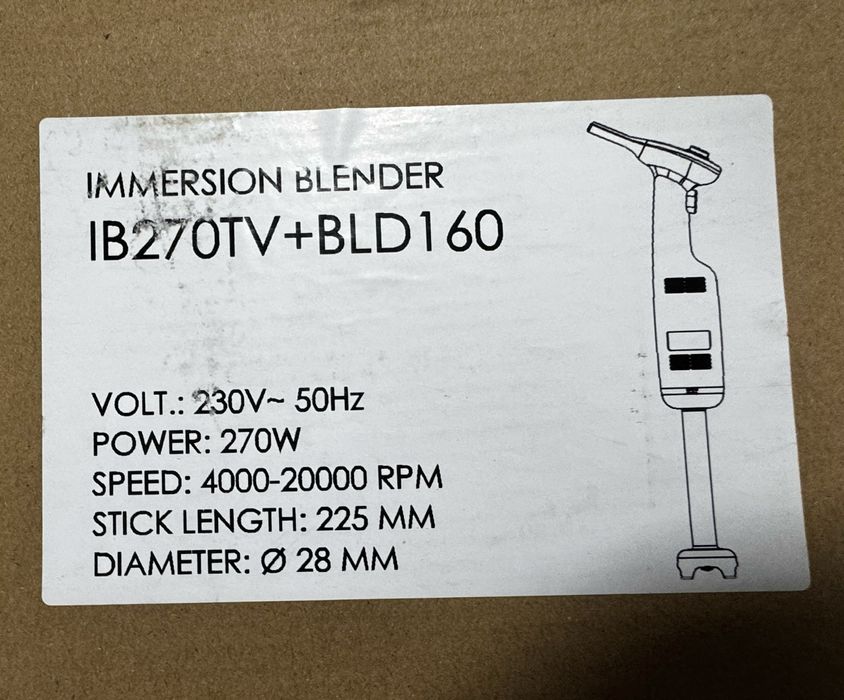 IMMERSION BLENDER
IB270TV+BLD160
VOLT.: 230V~ 50Hz
POWER: 270W
SPEED: 4000-20000 RPM
STICK LENGTH: 225 MM
DIAMETER: Ø 28 MM